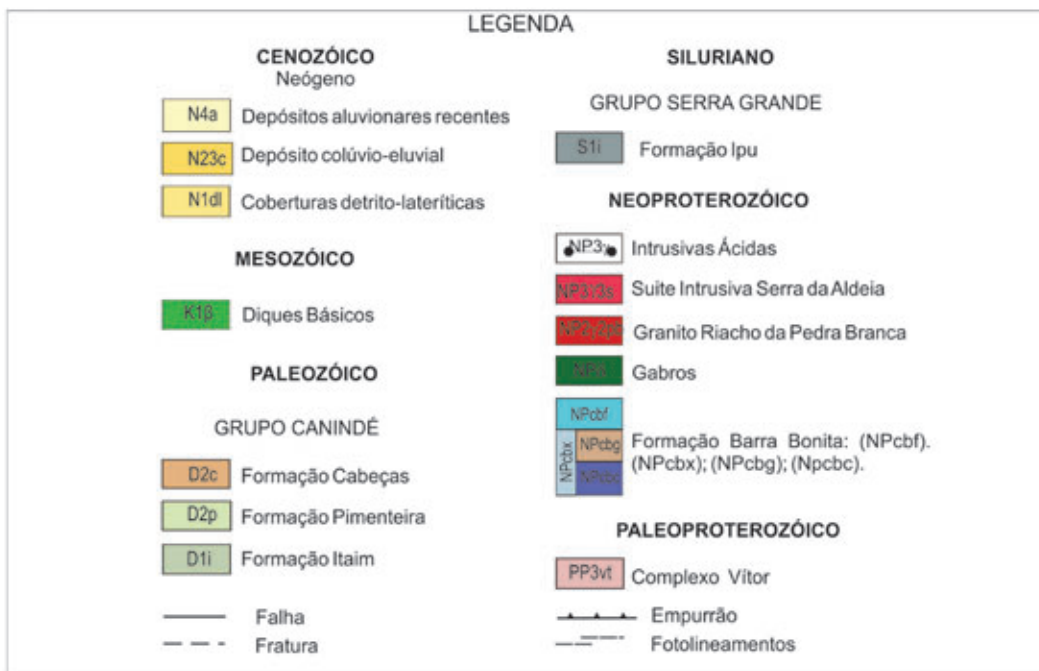 LEGENDA
CENOZÓICO
Neógeno
N4a Depósitos aluvionares recentes
N23c Depósito colúvio-eluvial
N1dl Coberturas detrito-lateríticas
MESOZÓICO
K1β Diques Básicos
PALEOZÓICO
GRUPO CANINDÉ
D2c Formação Cabeças
D2p Formação Pimenteira
D1i Formação Itaim
Falha
Fratura
SILURIANO
GRUPO SERRA GRANDE
S1i Formação Ipu
NEOPROTEROZÓICO
Intrusivas Ácidas
Suite Intrusiva Serra da Aldeia
Granito Riacho da Pedra Branca
Gabros
NPcbf
NPcbx NPcbg Formação Barra Bonita: (NPcbf).
(NPcbx); (NPcbg); (Npcbc).
PALEOPROTEROZÓICO
PP3vt Complexo Vítor
Empurrão
Fotolineamentos